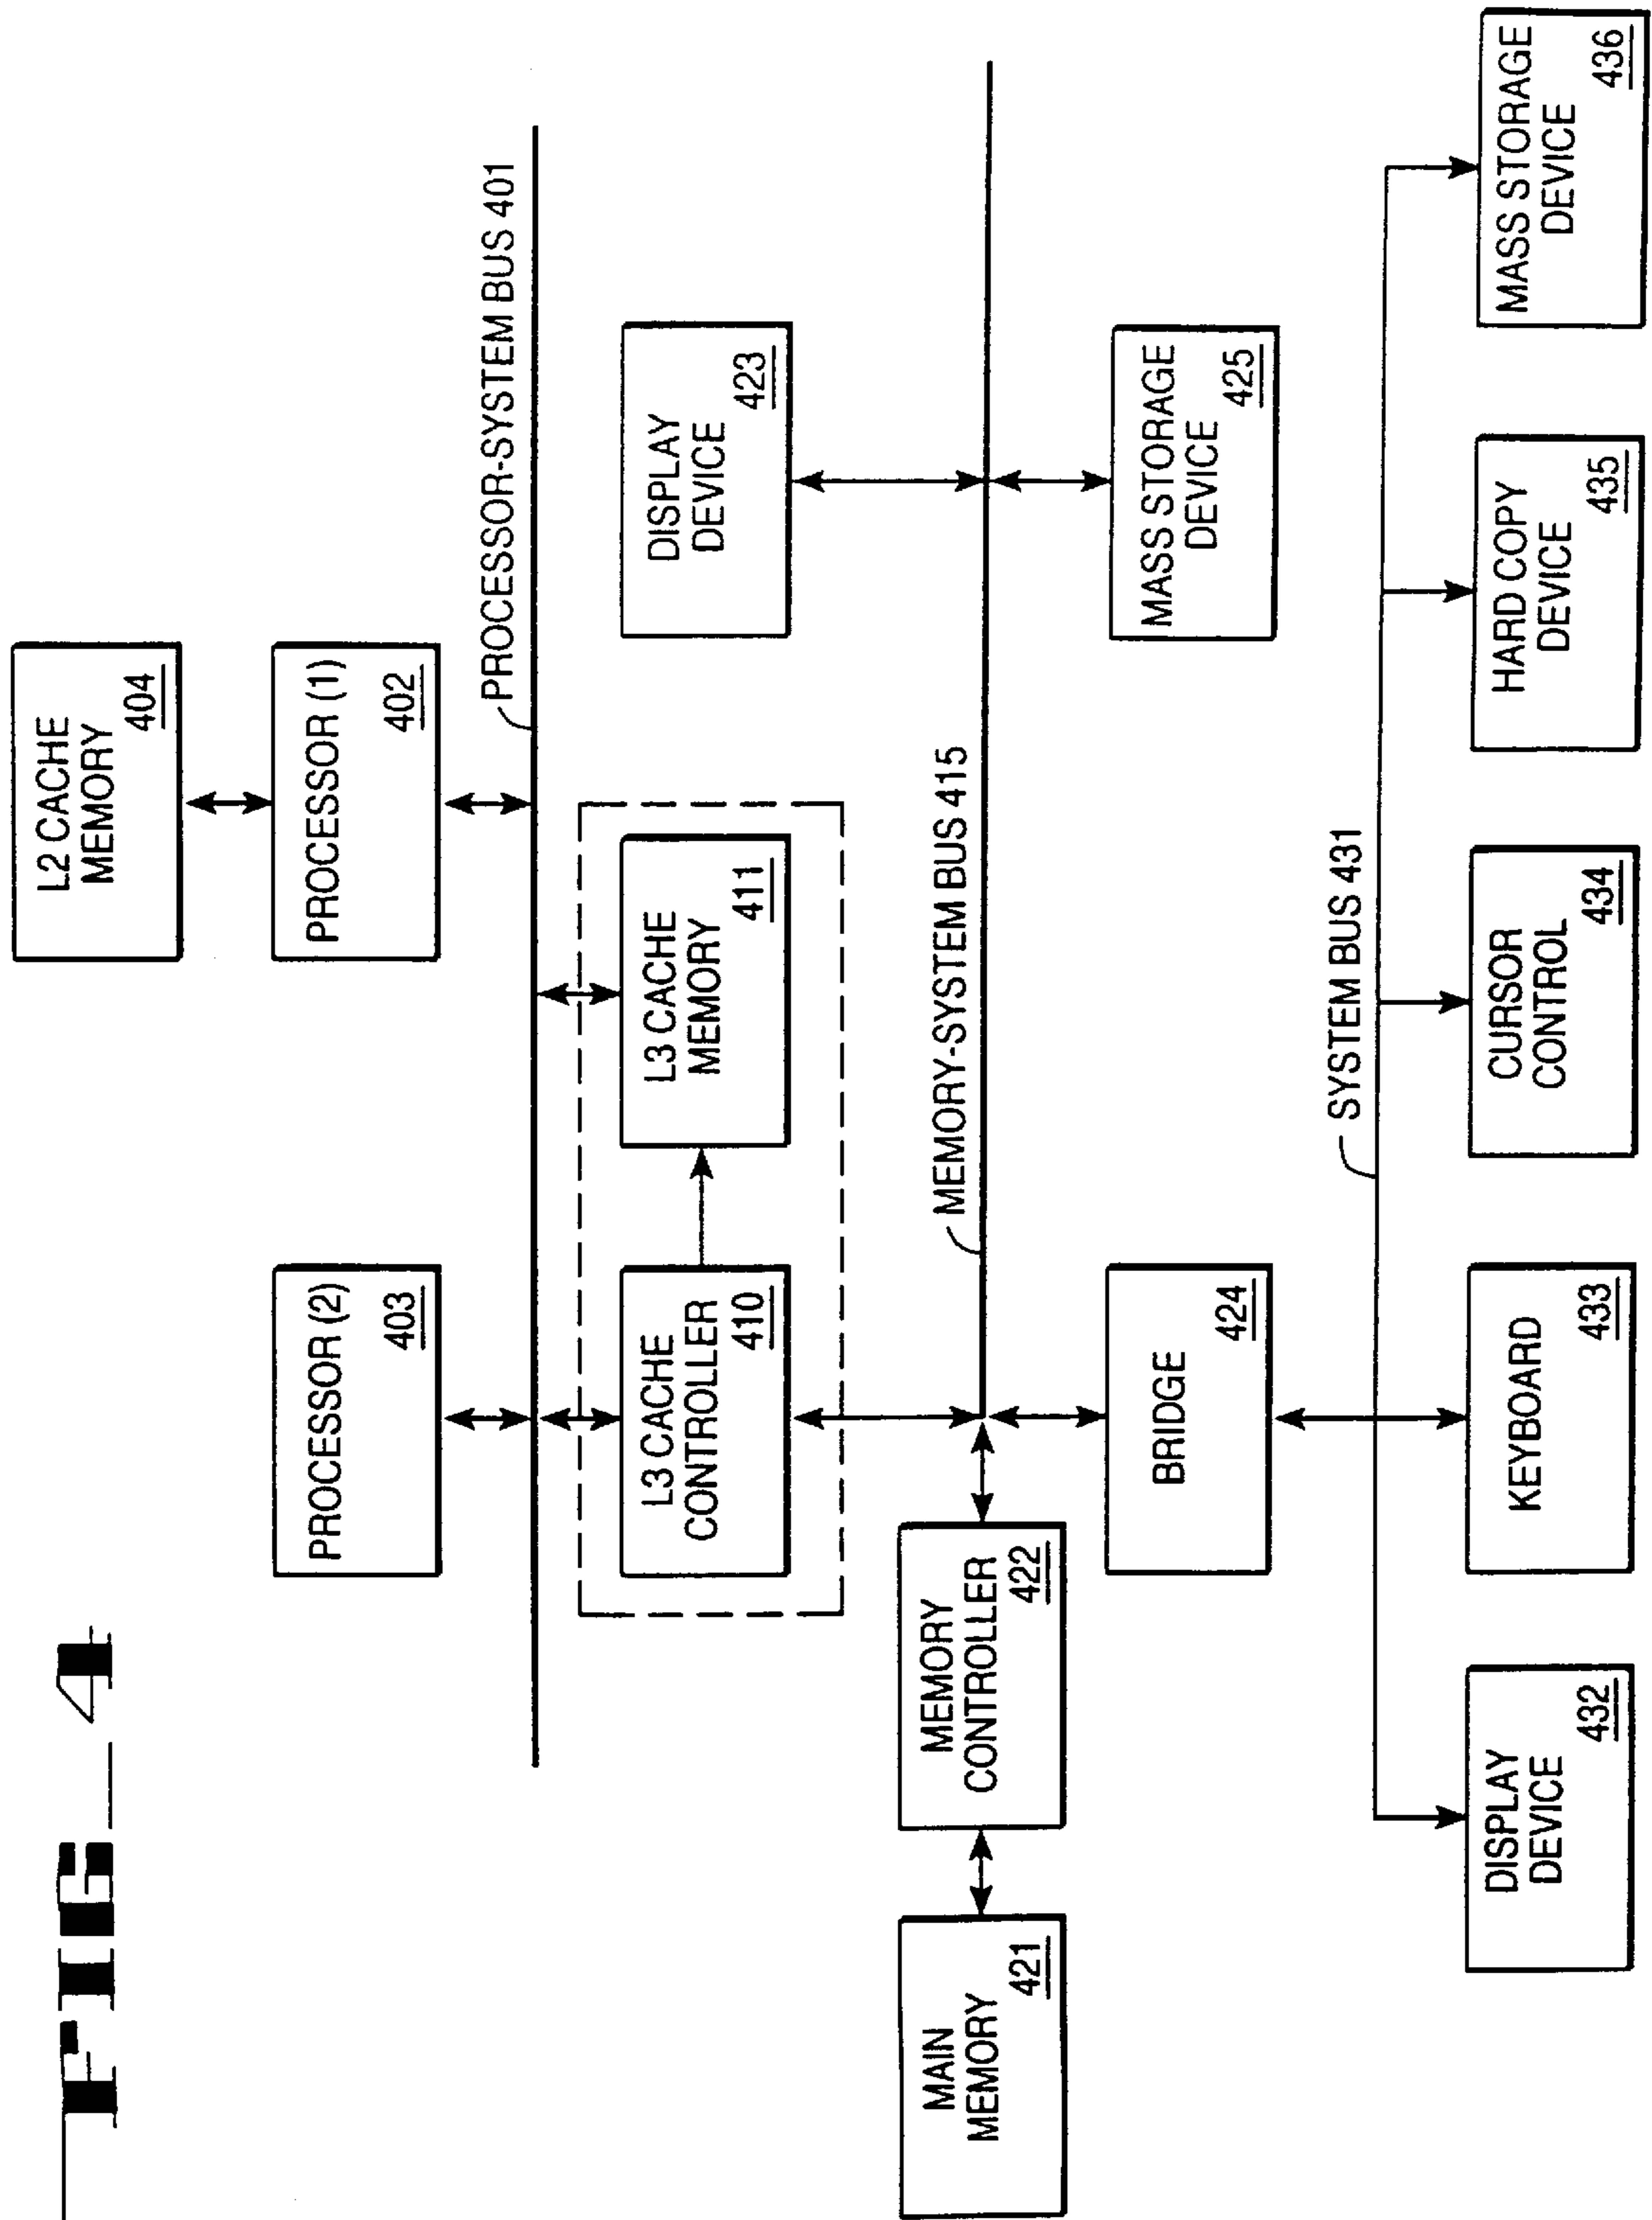 FIG_4
L2 CACHE
MEMORY
404
PROCESSOR (2)
403
PROCESSOR (1)
402
PROCESSOR-SYSTEM BUS 401
L3 CACHE
CONTROLLER
410
L3 CACHE
MEMORY
411
DISPLAY
DEVICE
423
MEMORY-SYSTEM BUS 415
MAIN
MEMORY
421
MEMORY
CONTROLLER
422
BRIDGE
424
MASS STORAGE
DEVICE
425
SYSTEM BUS 431
DISPLAY
DEVICE
432
KEYBOARD
433
CURSOR
CONTROL
434
HARD COPY
DEVICE
435
MASS STORAGE
DEVICE
436